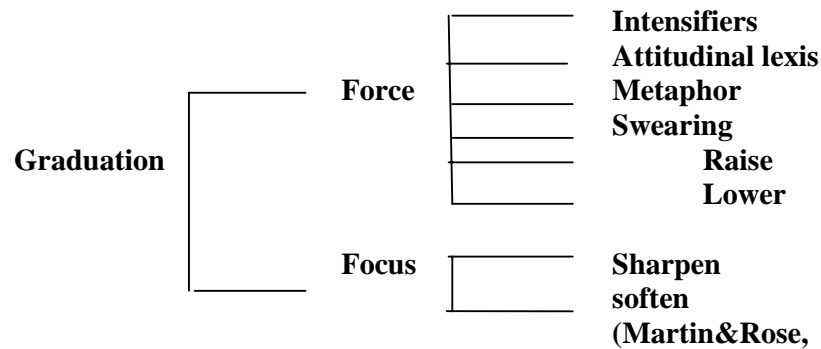 Intensifiers
Attitudinal lexis
Force Metaphor
Swearing
Graduation Raise
Lower
Focus Sharpen
soften
(Martin&Rose,